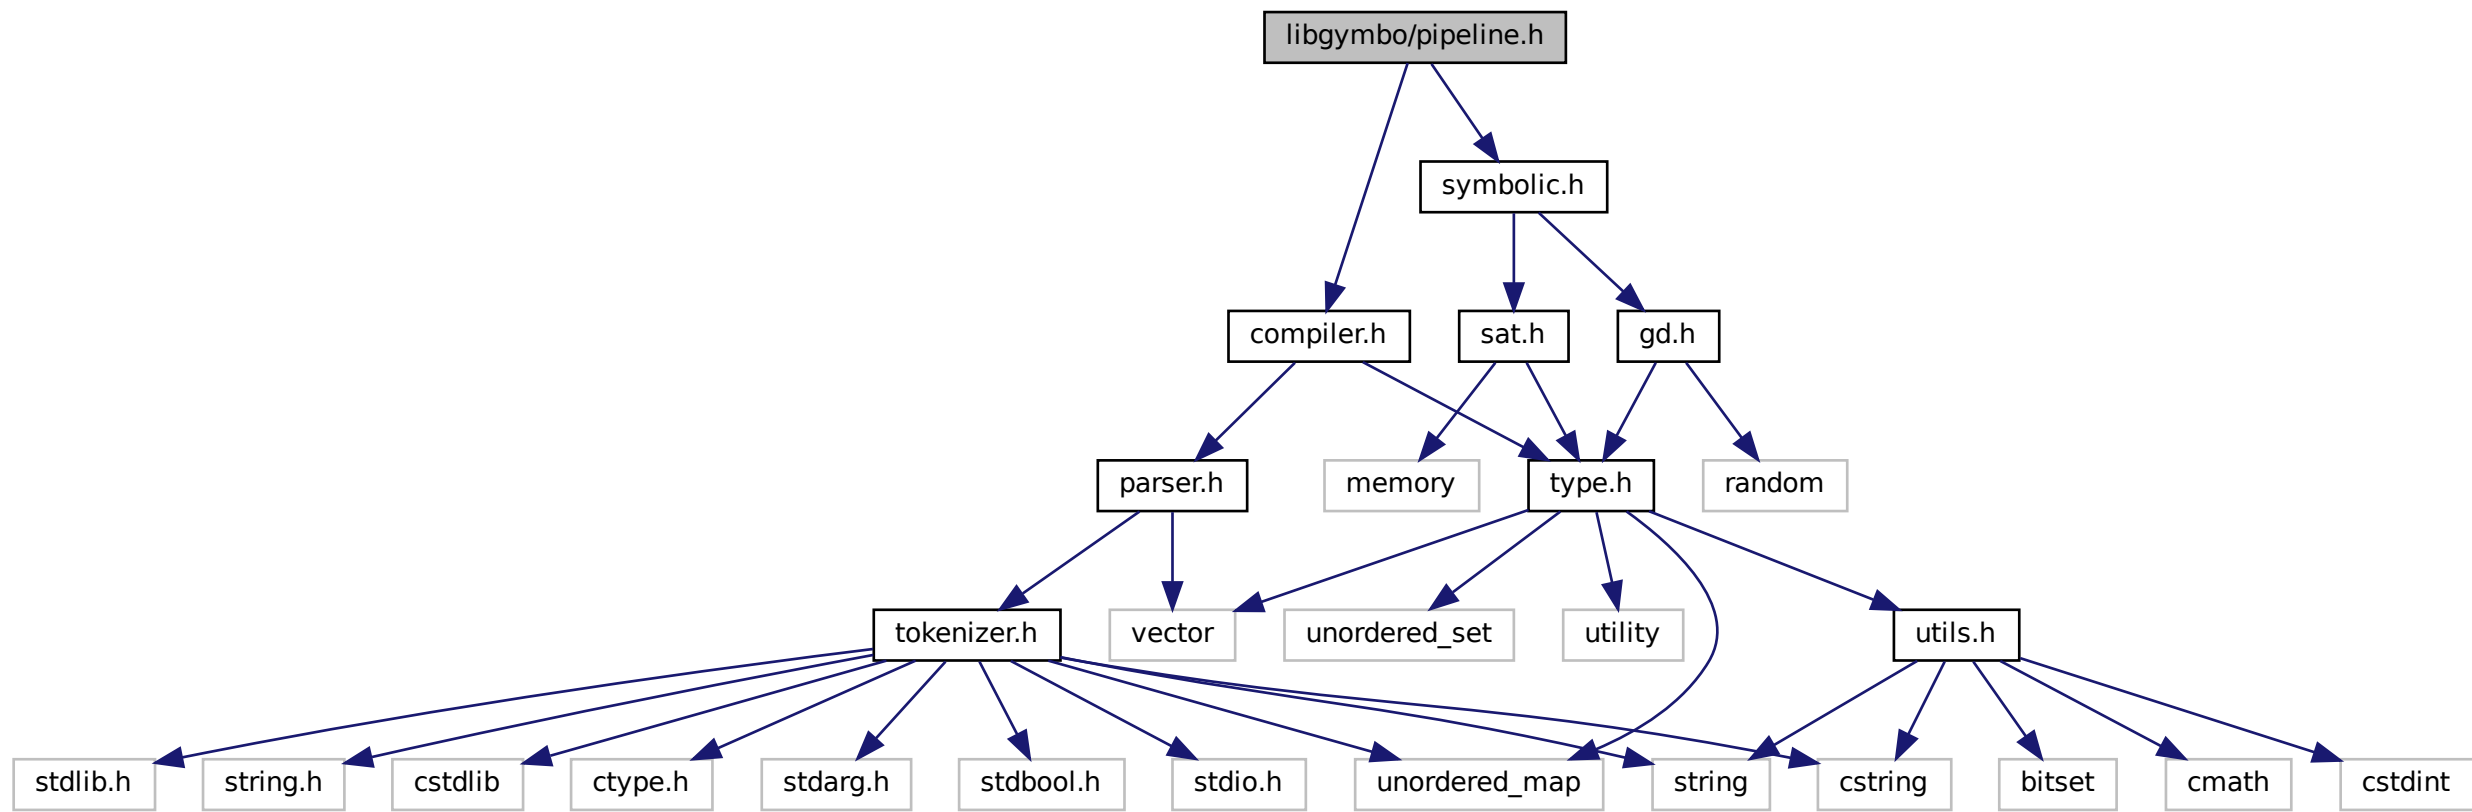 libgymbo/pipeline.h
symbolic.h
compiler.h
sat.h
gd.h
parser.h
memory
type.h
random
tokenizer.h
vector
unordered_set
utility
utils.h
stdlib.h
string.h
cstdlib
ctype.h
stdarg.h
stdbool.h
stdio.h
unordered_map
string
cstring
bitset
cmath
cstdint